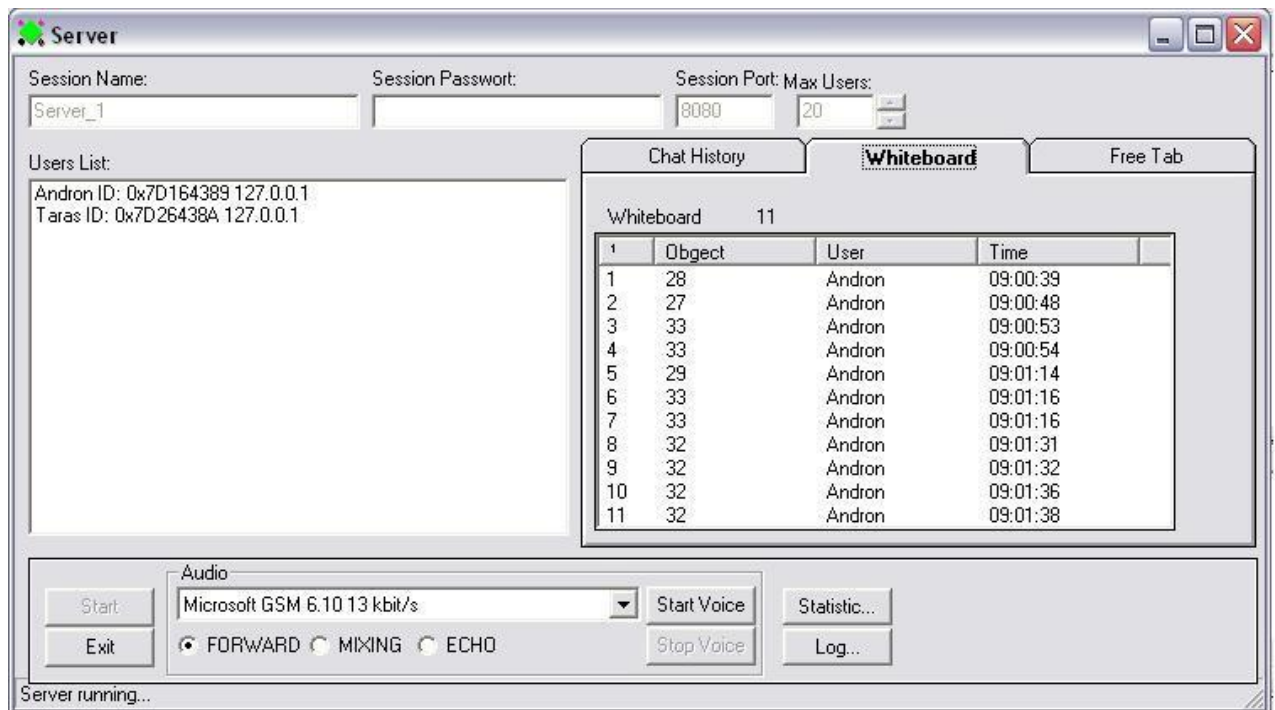 Server
Session Name: Session Passwort: Session Port: Max Users:
Server_1 8080 20
Users List:
Andron ID: 0x7D164389 127.0.0.1
Taras ID: 0x7D26438A 127.0.0.1
Chat History Whiteboard Free Tab
Whiteboard 11
1 Obgect User Time
1 28 Andron 09:00:39
2 27 Andron 09:00:48
3 33 Andron 09:00:53
4 33 Andron 09:00:54
5 29 Andron 09:01:14
6 33 Andron 09:01:16
7 33 Andron 09:01:16
8 32 Andron 09:01:31
9 32 Andron 09:01:32
10 32 Andron 09:01:36
11 32 Andron 09:01:38
Audio
Start Microsoft GSM 6.10 13 kbit/s Start Voice Statistic...
Exit FORWARD MIXING ECHO Stop Voice Log...
Server running...